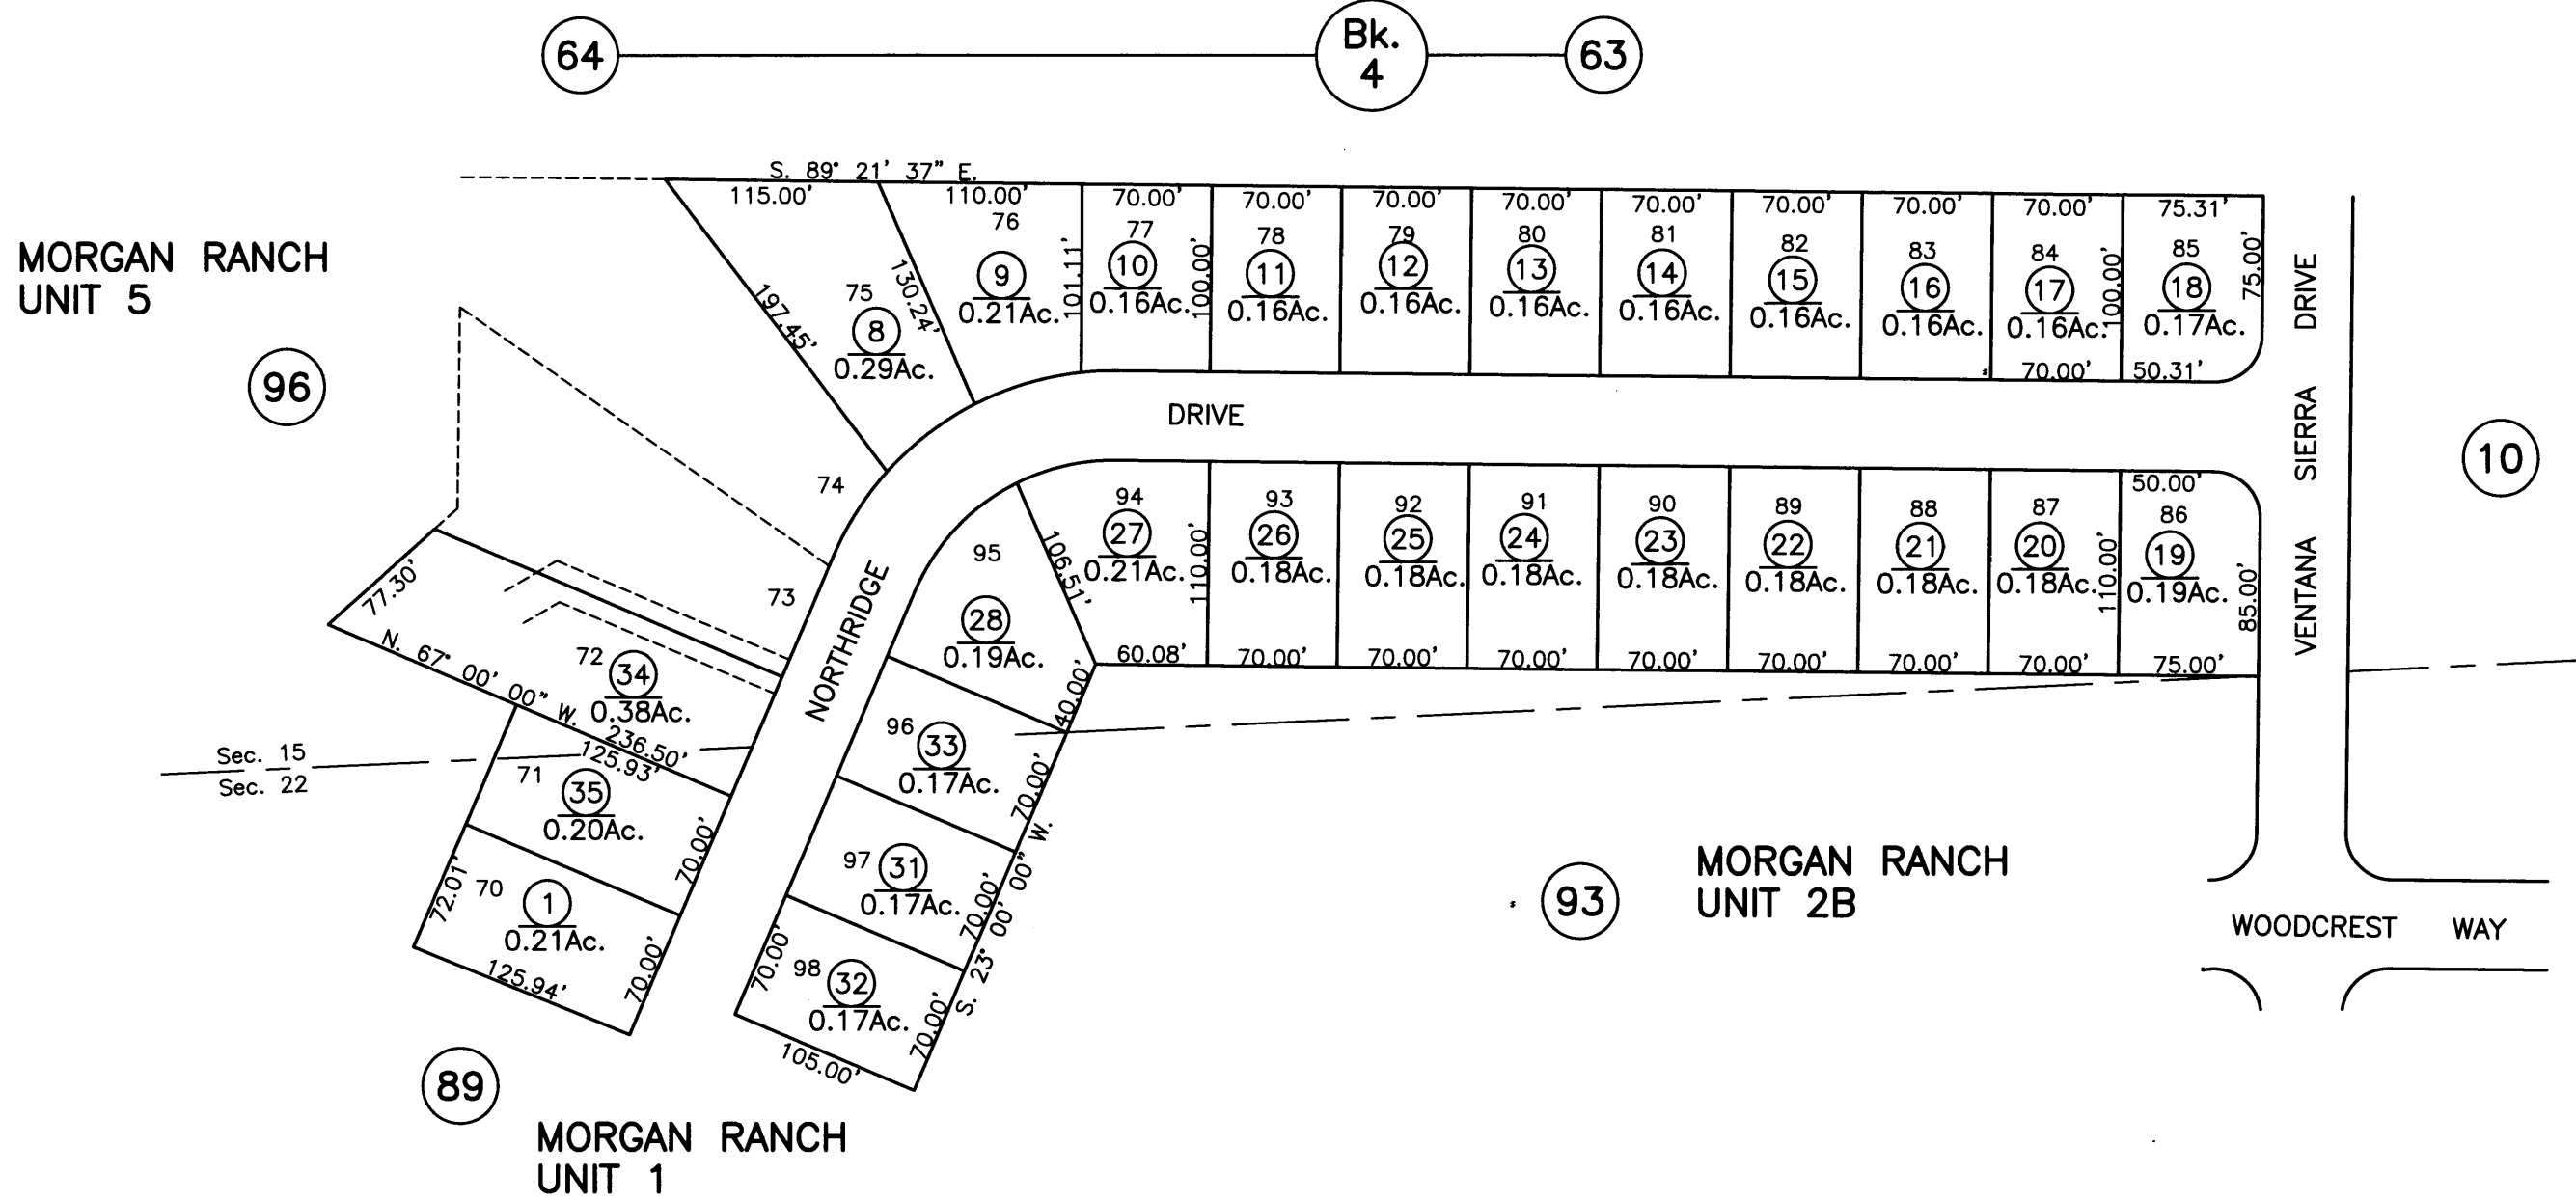 64
Bk.
4
63
S. 89° 21' 37" E.
115.00'
110.00'
70.00'
70.00'
70.00'
70.00'
70.00'
70.00'
70.00'
70.00'
75.31'
MORGAN RANCH
UNIT 5
96
75
8
0.29Ac.
197.45'
130.24'
76
9
0.21Ac.
101.11'
77
10
0.16Ac.
100.00'
78
11
0.16Ac.
79
12
0.16Ac.
80
13
0.16Ac.
81
14
0.16Ac.
82
15
0.16Ac.
83
16
0.16Ac.
84
17
0.16Ac.
100.00'
70.00'
85
18
0.17Ac.
75.00'
50.31'
DRIVE
VENTANA SIERRA DRIVE
10
74
73
NORTHRIDGE
95
28
0.19Ac.
106.51'
40.00'
94
27
0.21Ac.
110.00'
93
26
0.18Ac.
92
25
0.18Ac.
91
24
0.18Ac.
90
23
0.18Ac.
89
22
0.18Ac.
88
21
0.18Ac.
87
20
0.18Ac.
110.00'
50.00'
86
19
0.19Ac.
85.00'
60.08'
70.00'
70.00'
70.00'
70.00'
70.00'
70.00'
70.00'
75.00'
77.30'
N. 67° 00' 00" W.
236.50'
72
34
0.38Ac.
125.93'
Sec. 15
Sec. 22
71
35
0.20Ac.
70.00'
72.01'
70
1
0.21Ac.
70.00'
125.94'
96
33
0.17Ac.
70.00'
97
31
0.17Ac.
70.00'
S. 23° 00' 00" W.
70.00'
98
32
0.17Ac.
70.00'
105.00'
93
MORGAN RANCH
UNIT 2B
WOODCREST WAY
89
MORGAN RANCH
UNIT 1